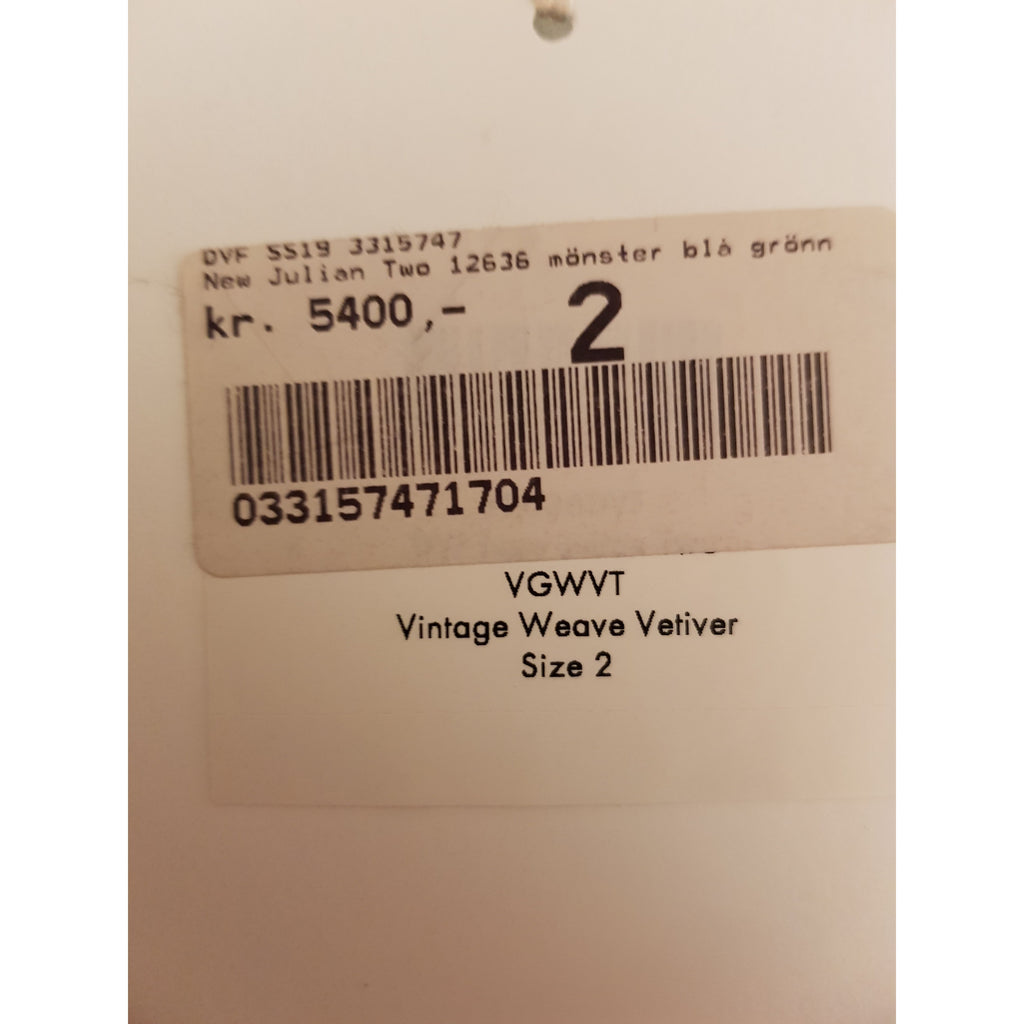 DVF SS19 3315747
New Julian Two 12636 mönster blå grönn
kr. 5400,- 2
033157471704
VGWVT
Vintage Weave Vetiver
Size 2